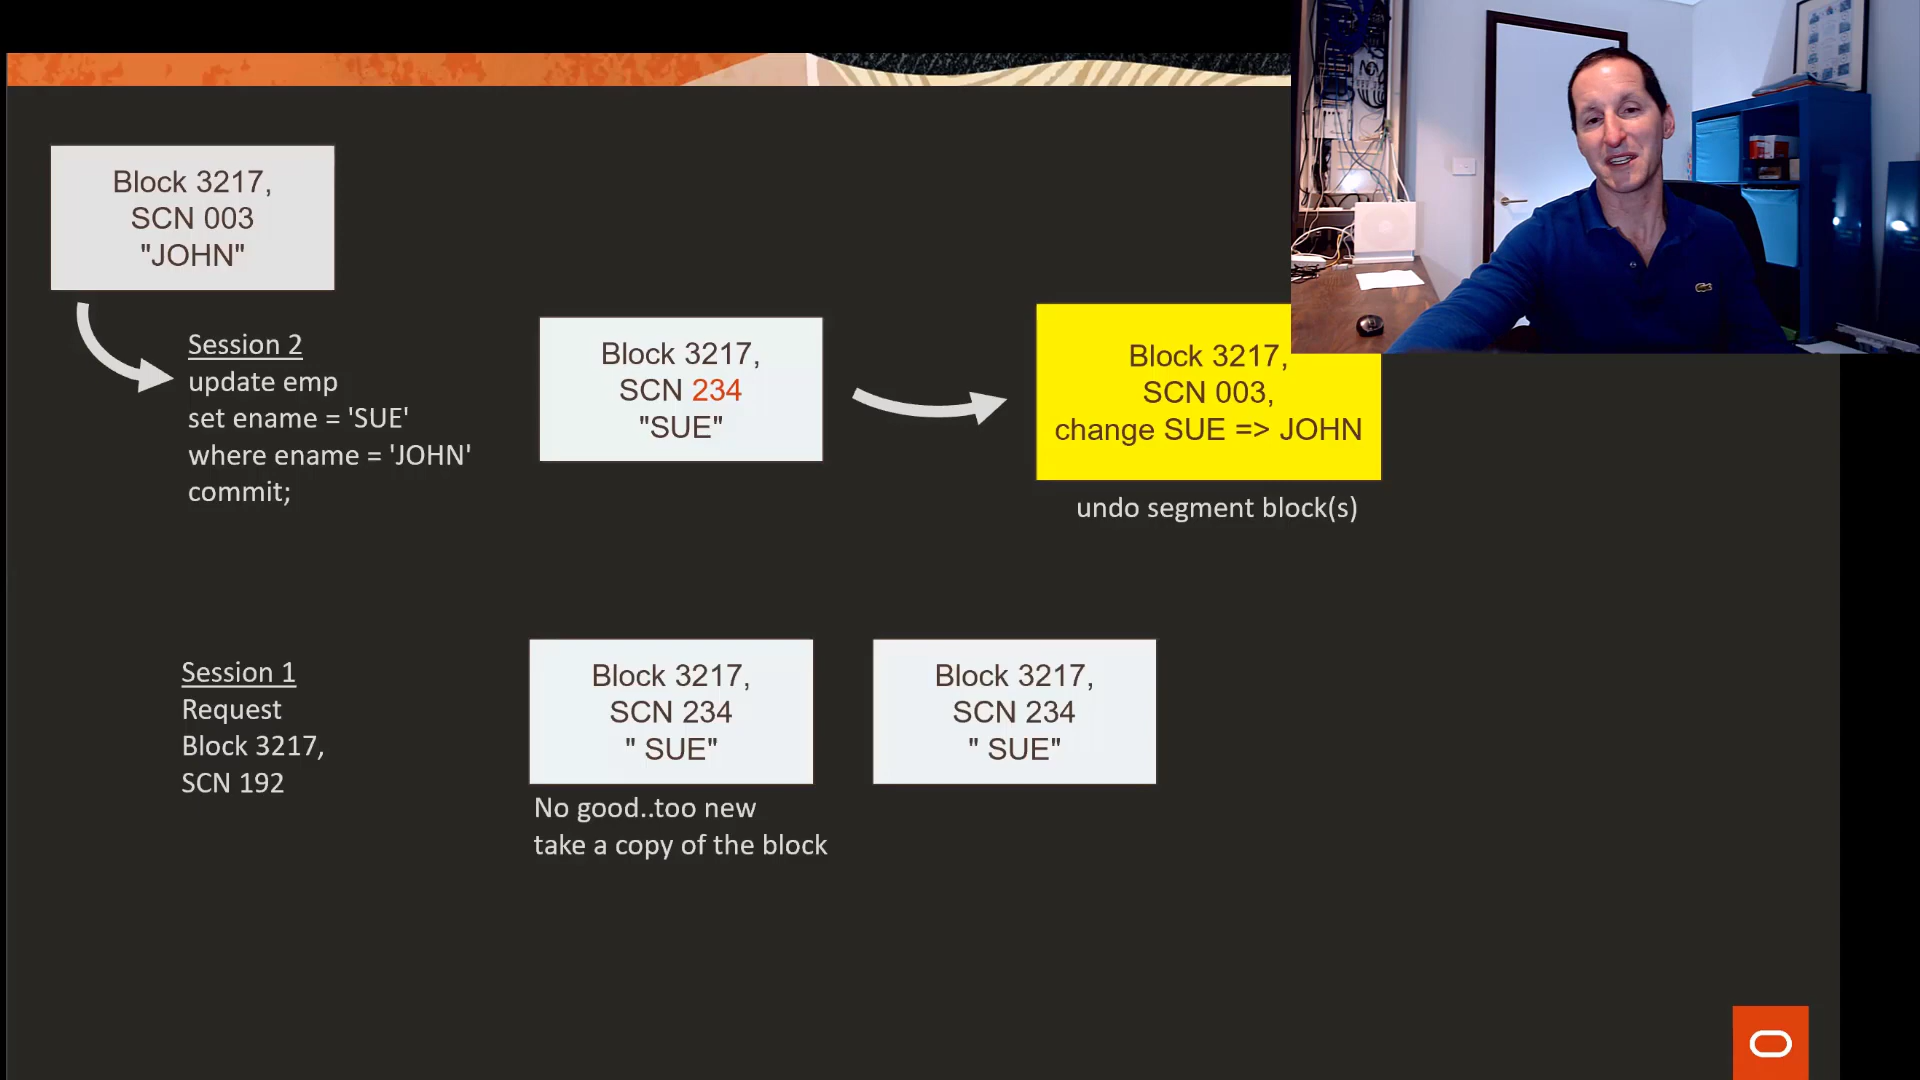 Block 3217,
SCN 003
"JOHN"
Session 2
update emp
set ename = 'SUE'
where ename = 'JOHN'
commit;
Block 3217,
SCN 234
"SUE"
Block 3217,
SCN 003,
change SUE => JOHN
undo segment block(s)
Session 1
Request
Block 3217,
SCN 192
Block 3217,
SCN 234
" SUE"
No good..too new
take a copy of the block
Block 3217,
SCN 234
" SUE"